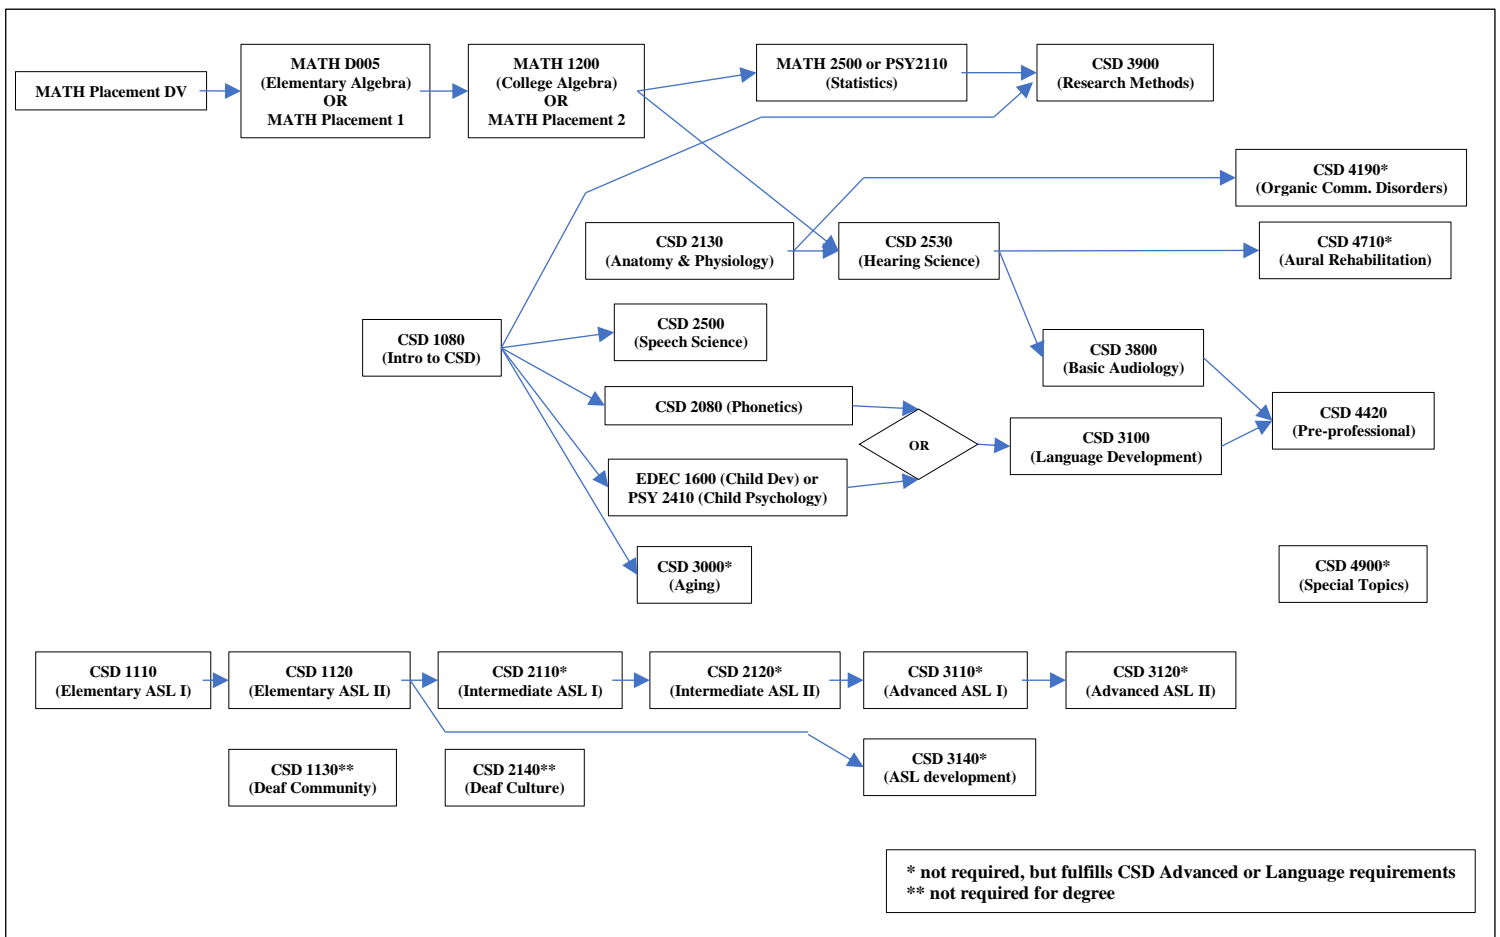 MATH Placement DV
MATH D005
(Elementary Algebra)
OR
MATH Placement 1
MATH 1200
(College Algebra)
OR
MATH Placement 2
MATH 2500 or PSY2110
(Statistics)
CSD 3900
(Research Methods)
CSD 4190*
(Organic Comm. Disorders)
CSD 2130
(Anatomy & Physiology)
CSD 2530
(Hearing Science)
CSD 4710*
(Aural Rehabilitation)
CSD 1080
(Intro to CSD)
CSD 2500
(Speech Science)
CSD 3800
(Basic Audiology)
CSD 2080 (Phonetics)
OR
CSD 3100
(Language Development)
CSD 4420
(Pre-professional)
EDEC 1600 (Child Dev) or
PSY 2410 (Child Psychology)
CSD 3000*
(Aging)
CSD 4900*
(Special Topics)
CSD 1110
(Elementary ASL I)
CSD 1120
(Elementary ASL II)
CSD 2110*
(Intermediate ASL I)
CSD 2120*
(Intermediate ASL II)
CSD 3110*
(Advanced ASL I)
CSD 3120*
(Advanced ASL II)
CSD 1130**
(Deaf Community)
CSD 2140**
(Deaf Culture)
CSD 3140*
(ASL development)
* not required, but fulfills CSD Advanced or Language requirements
** not required for degree